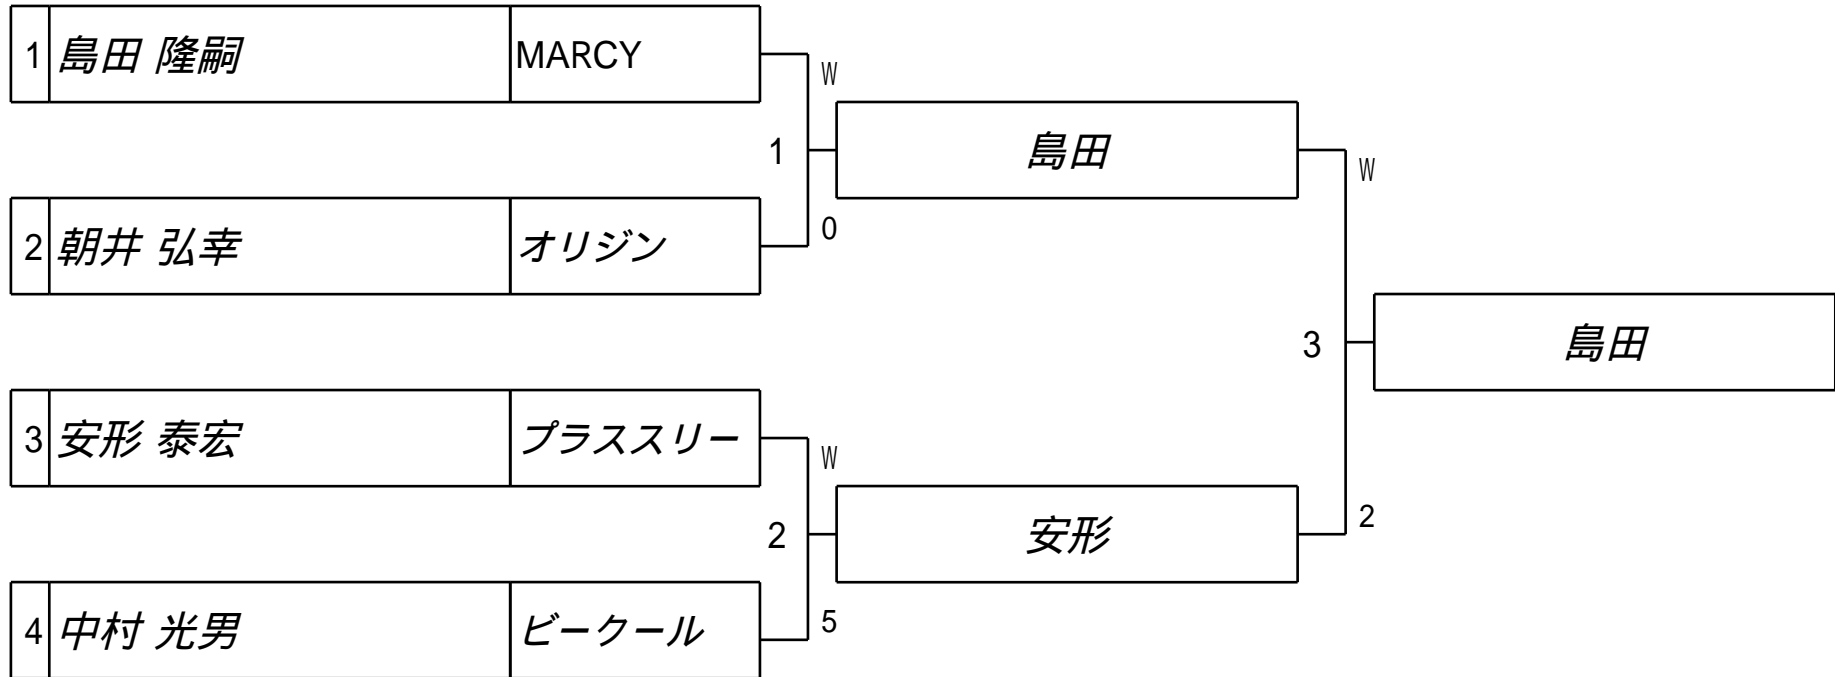 1 島田 隆嗣 MARCY
W
1 島田
W
2 朝井 弘幸 オリジン
0
3 島田
3 安形 泰宏 プラススリー
W
2 安形
2
4 中村 光男 ビークール
5